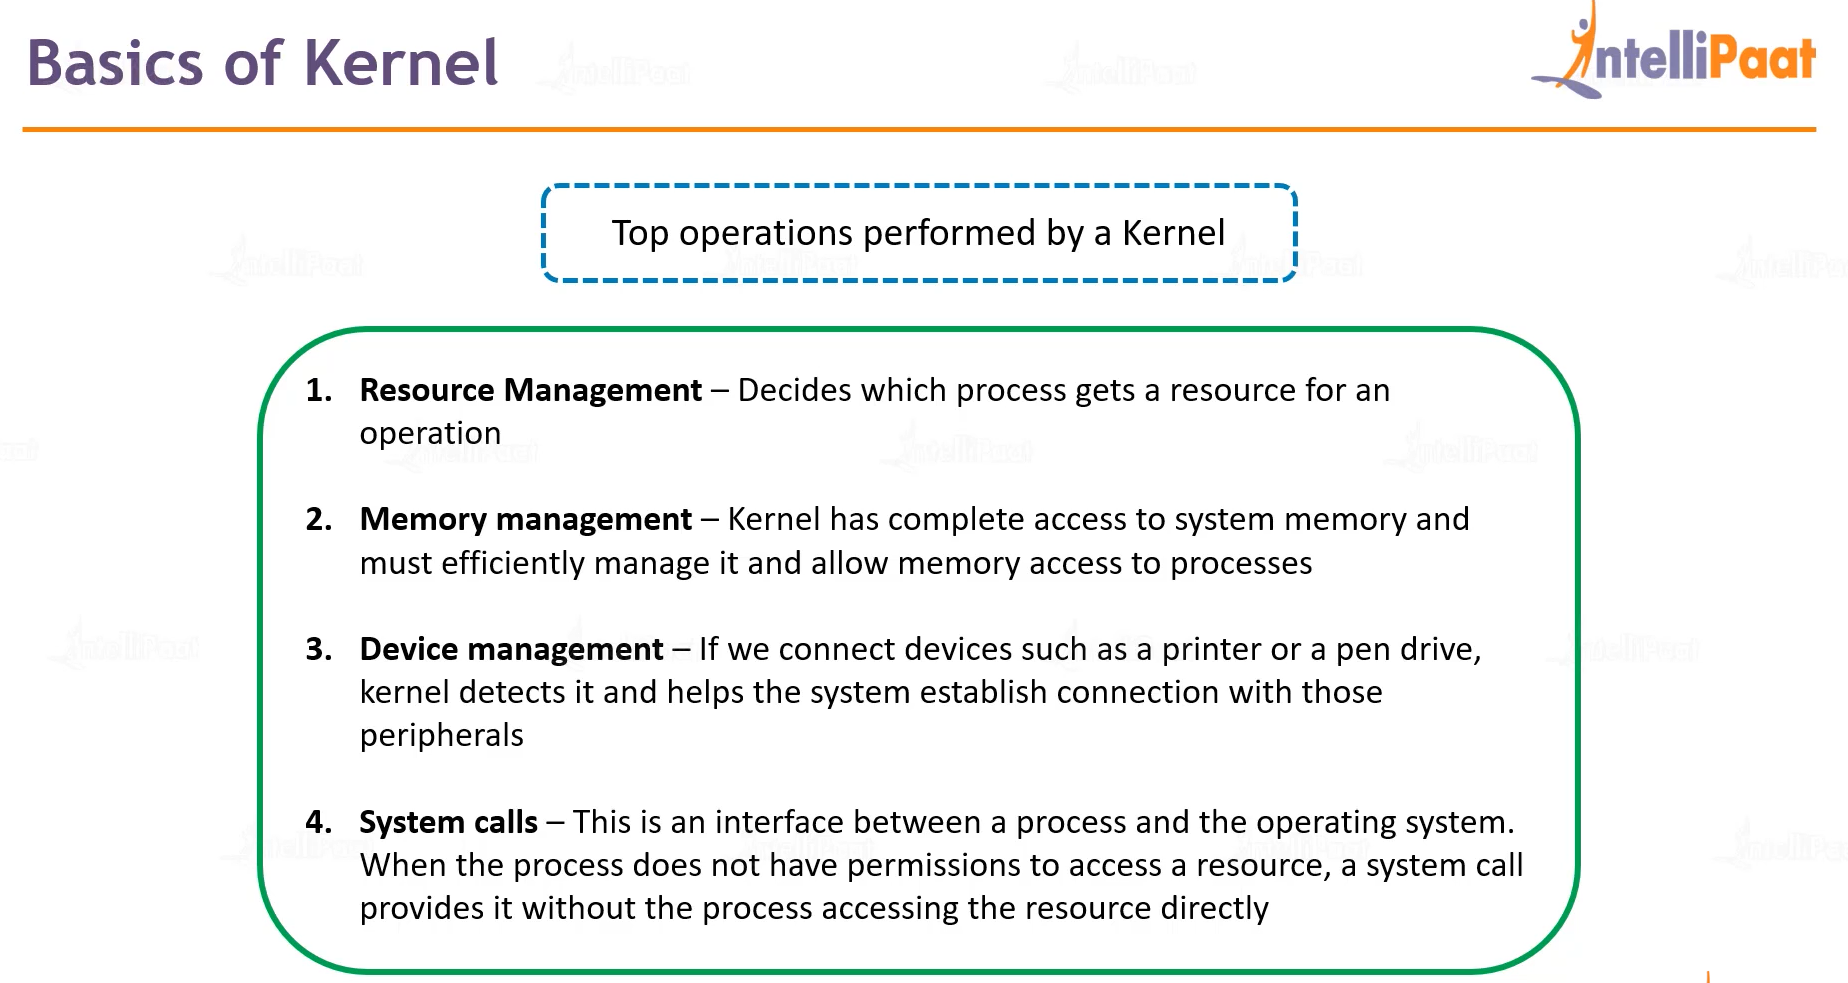 Basics of Kernel
IntelliPaat
Top operations performed by a Kernel
1. Resource Management – Decides which process gets a resource for an
operation
2. Memory management – Kernel has complete access to system memory and
must efficiently manage it and allow memory access to processes
3. Device management – If we connect devices such as a printer or a pen drive,
kernel detects it and helps the system establish connection with those
peripherals
4. System calls – This is an interface between a process and the operating system.
When the process does not have permissions to access a resource, a system call
provides it without the process accessing the resource directly